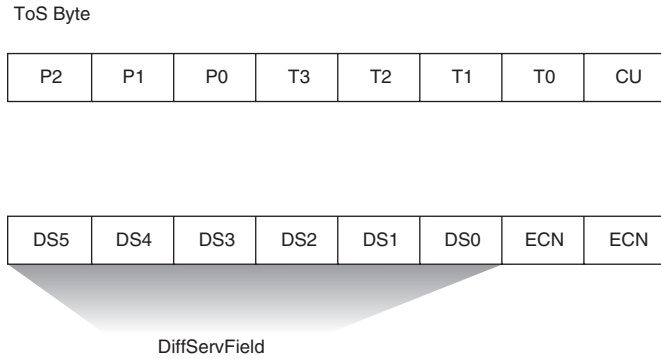 ToS Byte
P2 P1 P0 T3 T2 T1 T0 CU
DS5 DS4 DS3 DS2 DS1 DS0 ECN ECN
DiffServField